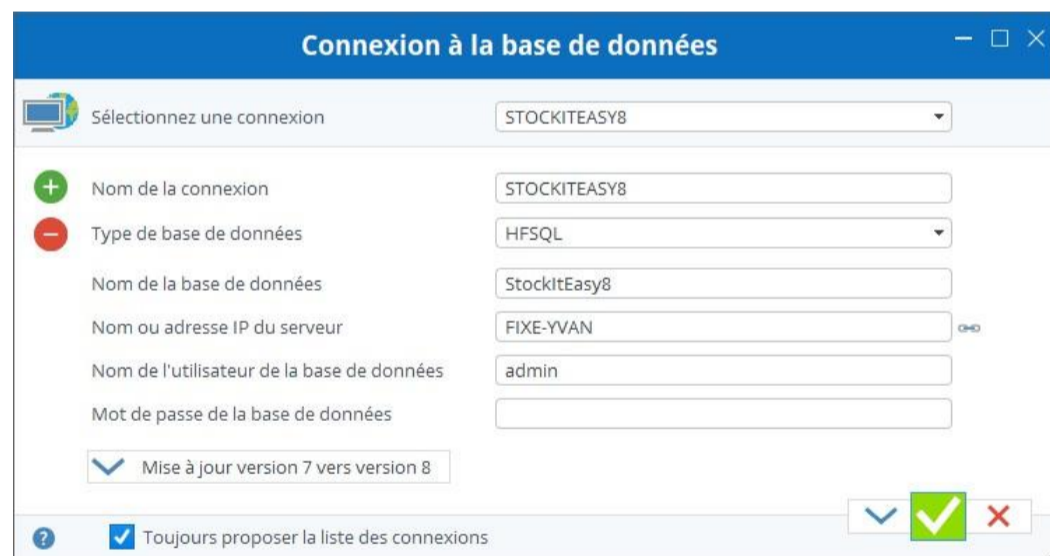 Connexion à la base de données
Sélectionnez une connexion STOCKITEASY8
Nom de la connexion STOCKITEASY8
Type de base de données HFSQL
Nom de la base de données StockItEasy8
Nom ou adresse IP du serveur FIXE-YVAN
Nom de l'utilisateur de la base de données admin
Mot de passe de la base de données
Mise à jour version 7 vers version 8
? Toujours proposer la liste des connexions